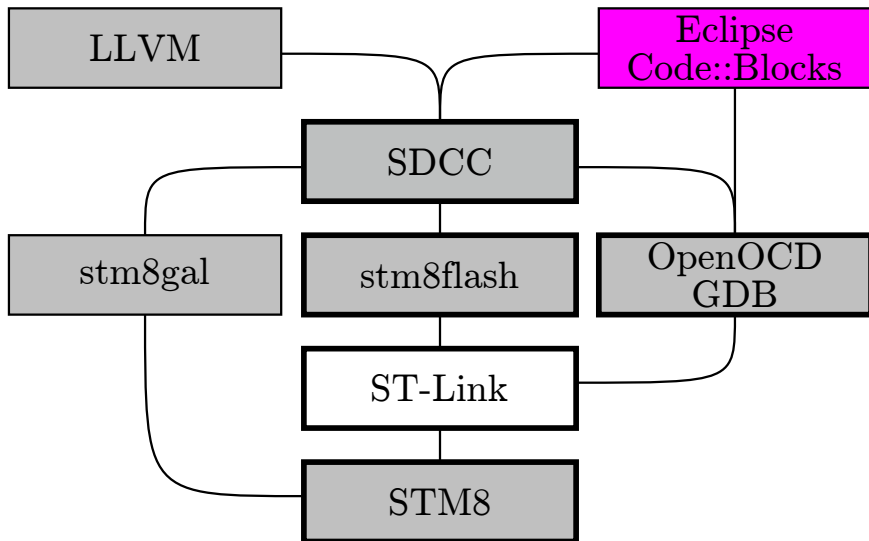 LLVM
Eclipse
Code::Blocks
SDCC
stm8gal
stm8flash
OpenOCD
GDB
ST-Link
STM8